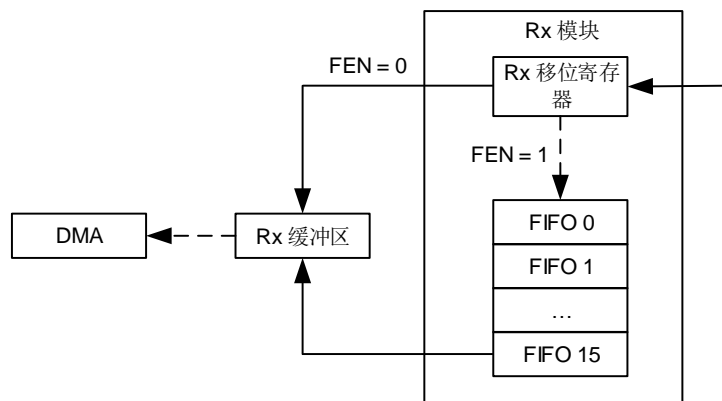 Rx 模块
FEN = 0
Rx 移位寄存
器
FEN = 1
DMA
Rx 缓冲区
FIFO 0
FIFO 1
…
FIFO 15